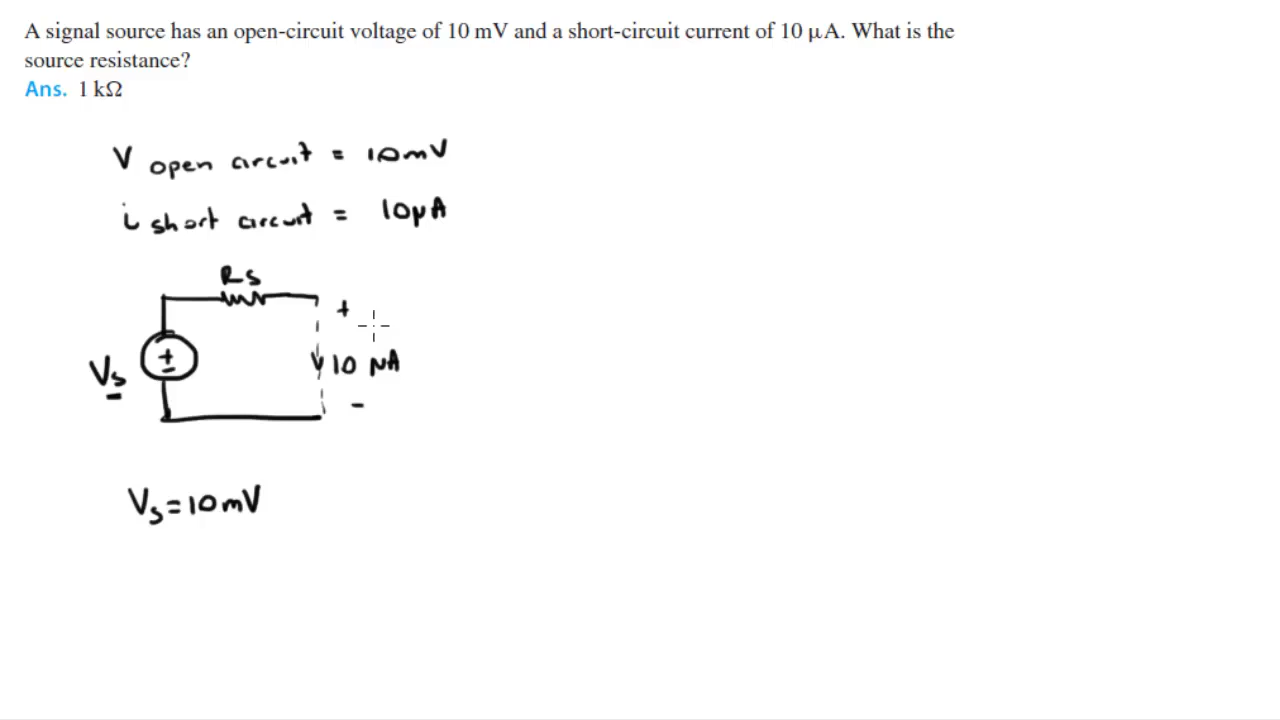 A signal source has an open-circuit voltage of 10 mV and a short-circuit current of 10 μA. What is the
source resistance?
Ans. 1 kΩ
V open circuit = 10mV
i short circuit = 10μA
Rs
+
Vs
+
-
10 μA
-
Vs = 10mV